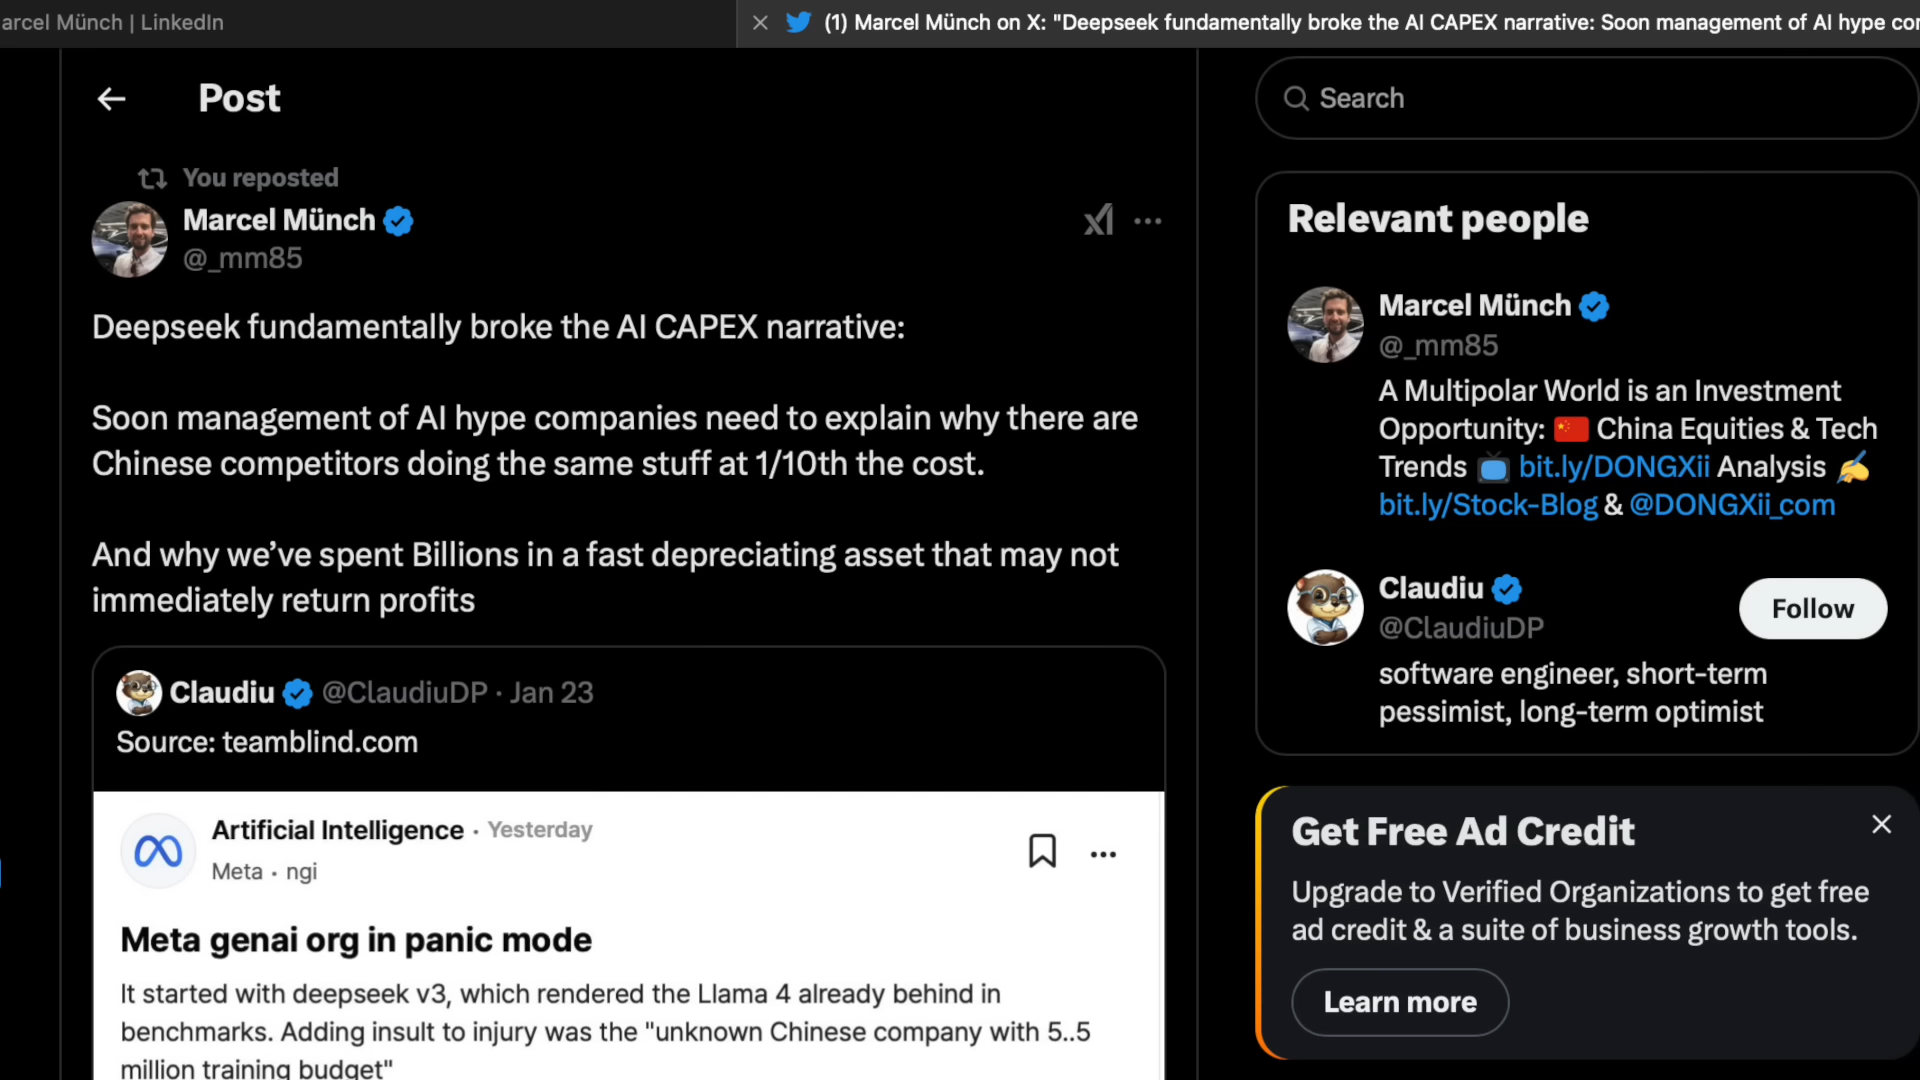 arcel Münch | LinkedIn
(1) Marcel Münch on X: "Deepseek fundamentally broke the AI CAPEX narrative: Soon management of AI hype co
Post
You reposted
Marcel Münch
@_mm85
Deepseek fundamentally broke the AI CAPEX narrative:
Soon management of AI hype companies need to explain why there are
Chinese competitors doing the same stuff at 1/10th the cost.
And why we’ve spent Billions in a fast depreciating asset that may not
immediately return profits
Claudiu @ClaudiuDP · Jan 23
Source: teamblind.com
Artificial Intelligence · Yesterday
Meta · ngi
Meta genai org in panic mode
It started with deepseek v3, which rendered the Llama 4 already behind in
benchmarks. Adding insult to injury was the "unknown Chinese company with 5..5
million training budget"
Search
Relevant people
Marcel Münch
@_mm85
A Multipolar World is an Investment
Opportunity: 🇨🇳 China Equities & Tech
Trends 📺 bit.ly/DONGXii Analysis ✍️
bit.ly/Stock-Blog & @DONGXii_com
Claudiu
@ClaudiuDP
Follow
software engineer, short-term
pessimist, long-term optimist
Get Free Ad Credit
Upgrade to Verified Organizations to get free
ad credit & a suite of business growth tools.
Learn more